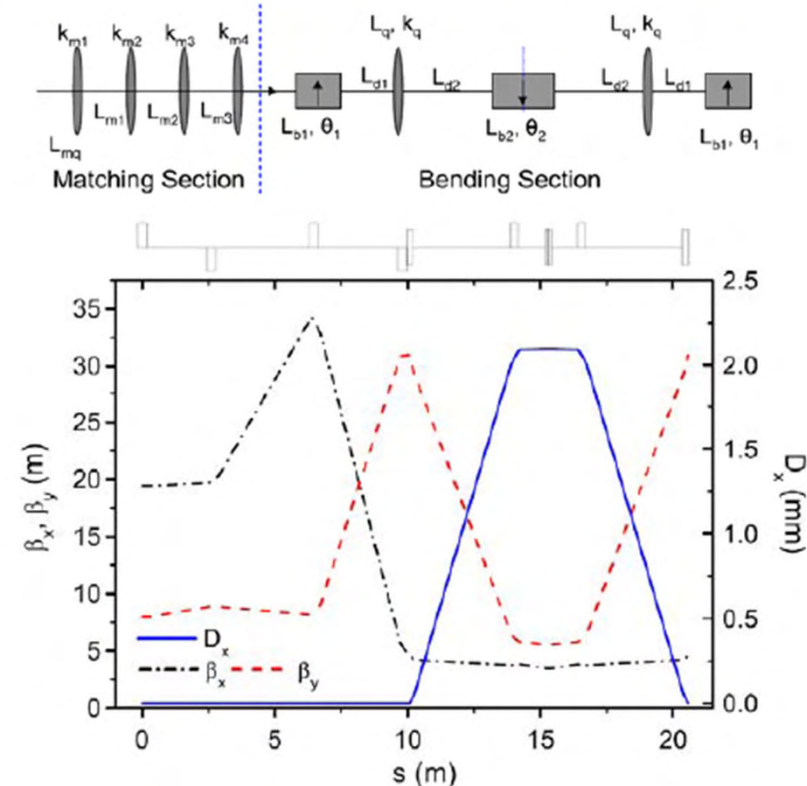 k_m1 k_m2 k_m3 k_m4 L_q, k_q L_q, k_q
L_m1 L_m2 L_m3 L_d1 L_d2 L_d2 L_d1
L_mq L_b1, θ_1 L_b2, θ_2 L_b1, θ_1
Matching Section Bending Section
35
30
25
20
15
10
5
0
β_x, β_y (m)
2.5
2.0
1.5
1.0
0.5
0.0
D_x (mm)
D_x
β_x β_y
0 5 10 15 20
s (m)